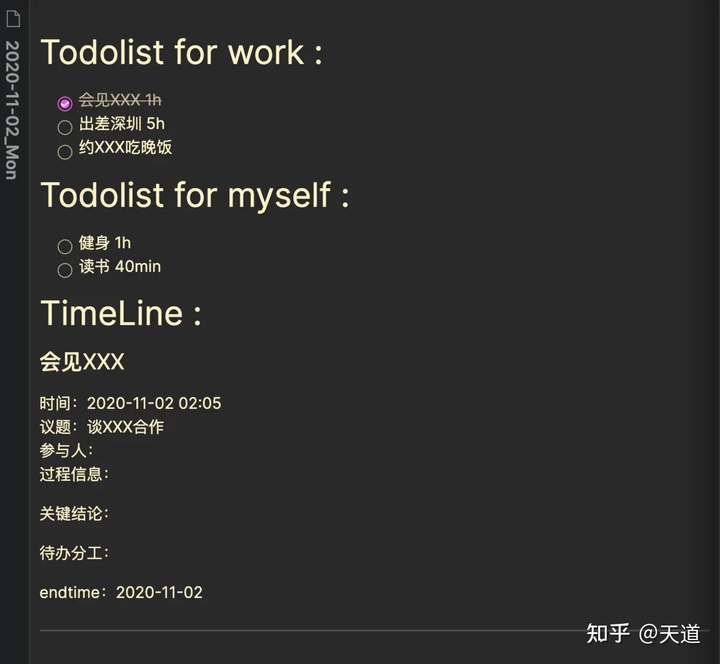 2020-11-02_Mon
Todolist for work :
会见XXX 1h
出差深圳 5h
约XXX吃晚饭
Todolist for myself :
健身 1h
读书 40min
TimeLine :
会见XXX
时间：2020-11-02 02:05
议题：谈XXX合作
参与人：
过程信息：
关键结论：
待办分工：
endtime：2020-11-02
知乎 @天道